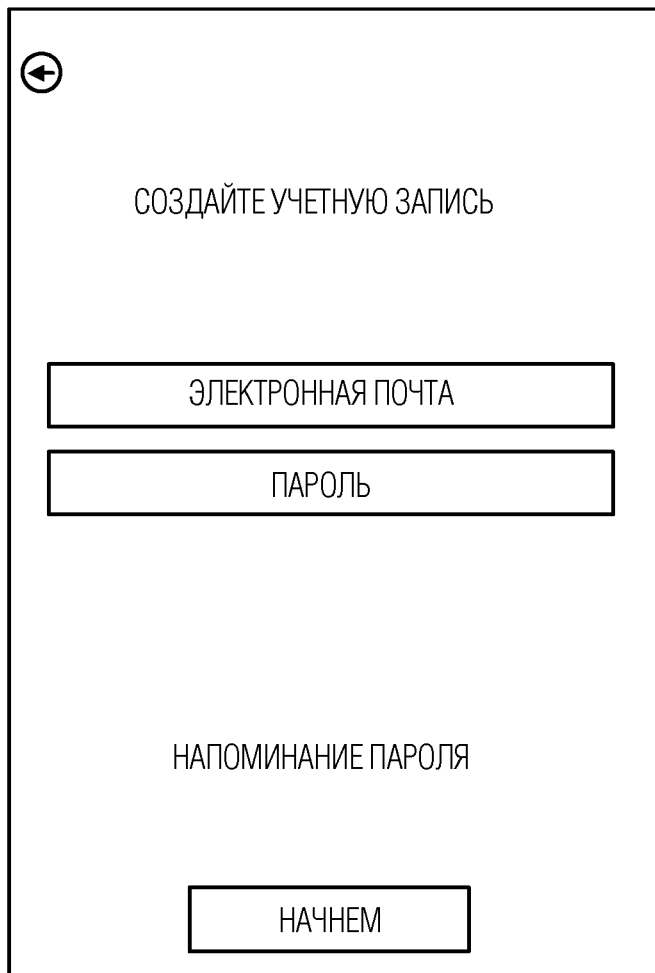 СОЗДАЙТЕ УЧЕТНУЮ ЗАПИСЬ
ЭЛЕКТРОННАЯ ПОЧТА
ПАРОЛЬ
НАПОМИНАНИЕ ПАРОЛЯ
НАЧНЕМ